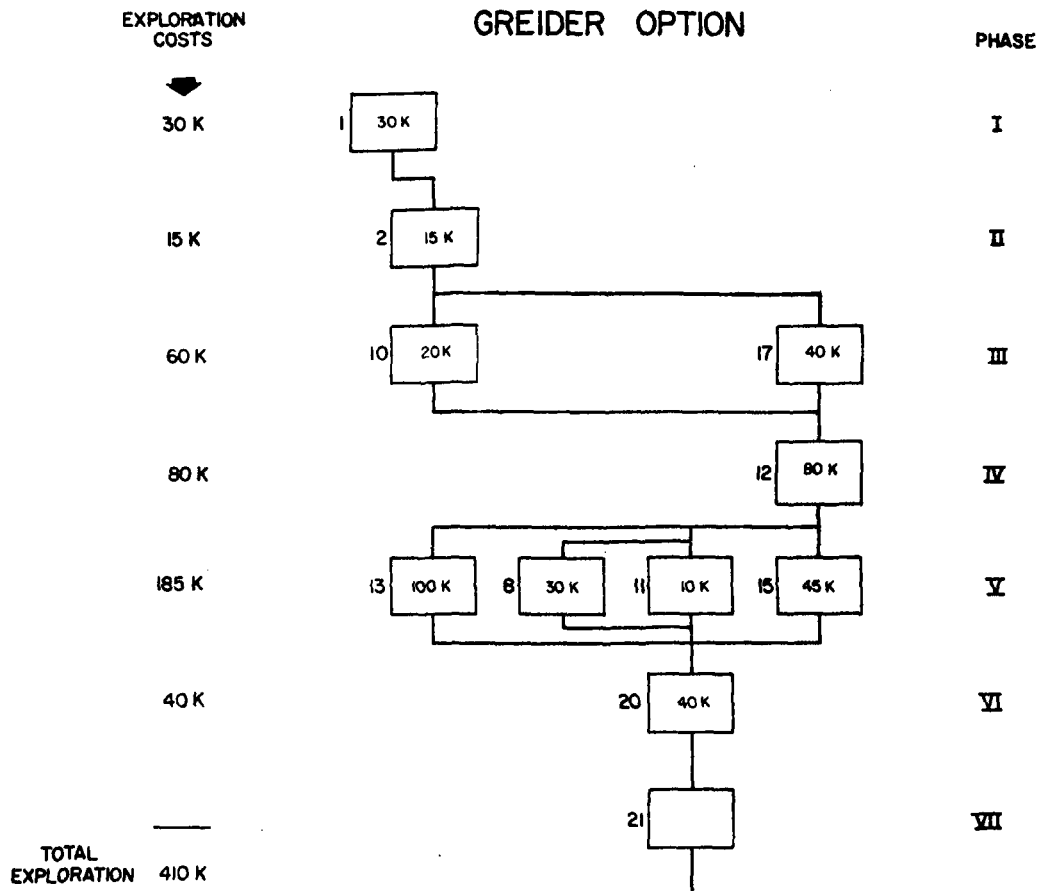 EXPLORATION COSTS
GREIDER OPTION
PHASE
30 K
1
30 K
I
15 K
2
15 K
II
60 K
10
20K
17
40 K
III
80 K
12
80 K
IV
185 K
13
100 K
8
30 K
11
10 K
15
45 K
V
40 K
20
40K
VI
21
VII
TOTAL EXPLORATION
410 K